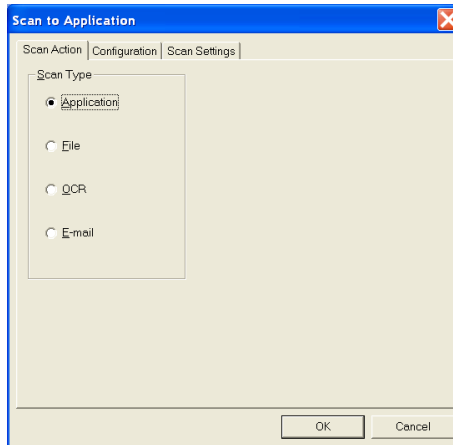 Scan to Application
Scan Action Configuration Scan Settings
Scan Type
Application
File
OCR
E-mail
OK Cancel